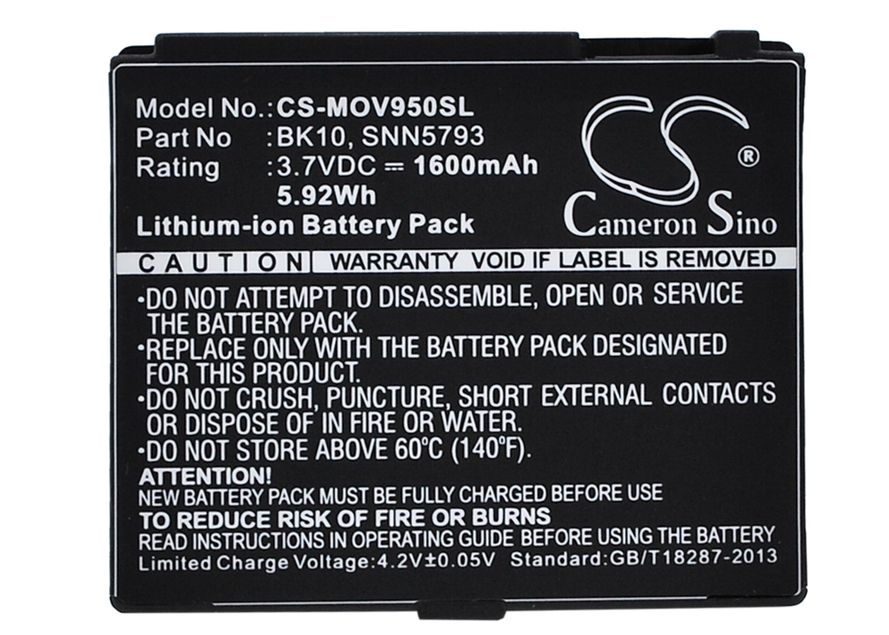 Model No.:CS-MOV950SL
Part No :BK10, SNN5793
Rating :3.7VDC ⎓ 1600mAh
5.92Wh
Lithium-ion Battery Pack
CS ®
Cameron Sino
CAUTION WARRANTY VOID IF LABEL IS REMOVED
·DO NOT ATTEMPT TO DISASSEMBLE, OPEN OR SERVICE
THE BATTERY PACK.
·REPLACE ONLY WITH THE BATTERY PACK DESIGNATED
FOR THIS PRODUCT.
·DO NOT CRUSH, PUNCTURE, SHORT EXTERNAL CONTACTS
OR DISPOSE OF IN FIRE OR WATER.
·DO NOT STORE ABOVE 60°C (140°F).
ATTENTION!
NEW BATTERY PACK MUST BE FULLY CHARGED BEFORE USE
TO REDUCE RISK OF FIRE OR BURNS
READ INSTRUCTIONS IN OPERATING GUIDE BEFORE USING THE BATTERY
Limited Charge Voltage:4.2V±0.05V Standard:GB/T18287-2013